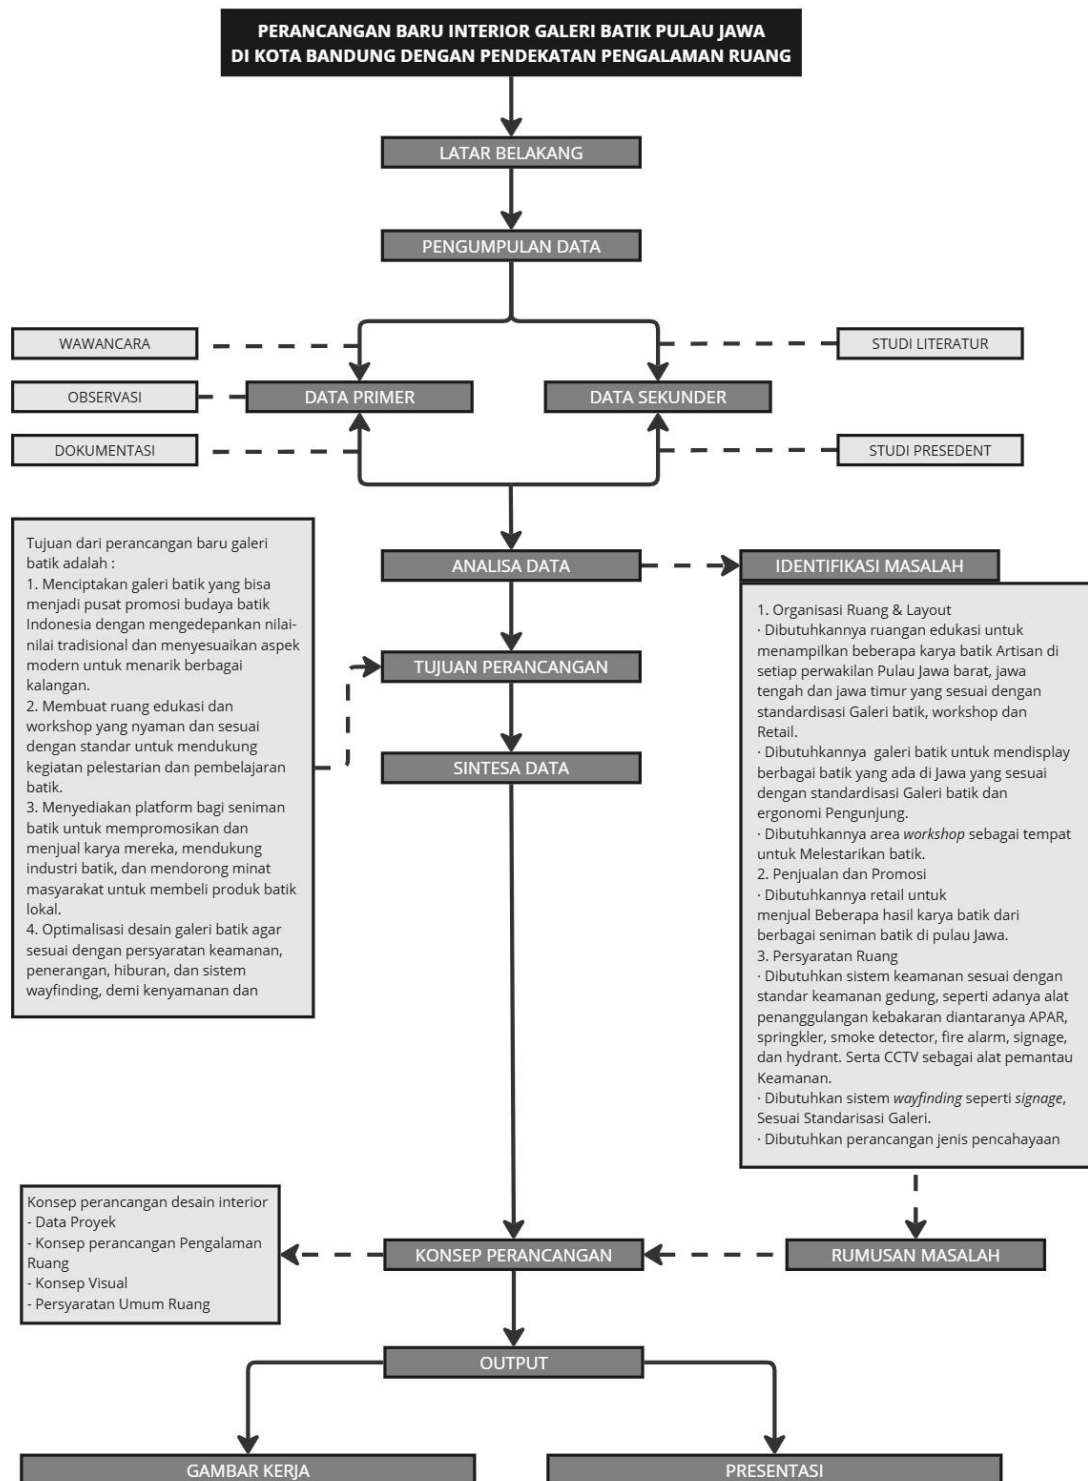 PERANCANGAN BARU INTERIOR GALERI BATIK PULAU JAWA
DI KOTA BANDUNG DENGAN PENDEKATAN PENGALAMAN RUANG
LATAR BELAKANG
PENGUMPULAN DATA
WAWANCARA
STUDI LITERATUR
OBSERVASI
DATA PRIMER
DATA SEKUNDER
DOKUMENTASI
STUDI PRESEDENT
Tujuan dari perancangan baru galeri
batik adalah :
1. Menciptakan galeri batik yang bisa
menjadi pusat promosi budaya batik
Indonesia dengan mengedepankan nilai-
nilai tradisional dan menyesuaikan aspek
modern untuk menarik berbagai
kalangan.
2. Membuat ruang edukasi dan
workshop yang nyaman dan sesuai
dengan standar untuk mendukung
kegiatan pelestarian dan pembelajaran
batik.
3. Menyediakan platform bagi seniman
batik untuk mempromosikan dan
menjual karya mereka, mendukung
industri batik, dan mendorong minat
masyarakat untuk membeli produk batik
lokal.
4. Optimalisasi desain galeri batik agar
sesuai dengan persyaratan keamanan,
penerangan, hiburan, dan sistem
wayfinding, demi kenyamanan dan
ANALISA DATA
TUJUAN PERANCANGAN
SINTESA DATA
IDENTIFIKASI MASALAH
1. Organisasi Ruang & Layout
· Dibutuhkannya ruangan edukasi untuk
menampilkan beberapa karya batik Artisan di
setiap perwakilan Pulau Jawa barat, jawa
tengah dan jawa timur yang sesuai dengan
standardisasi Galeri batik, workshop dan
Retail.
· Dibutuhkannya  galeri batik untuk mendisplay
berbagai batik yang ada di Jawa yang sesuai
dengan standardisasi Galeri batik dan
ergonomi Pengunjung.
· Dibutuhkannya area workshop sebagai tempat
untuk Melestarikan batik.
2. Penjualan dan Promosi
· Dibutuhkannya retail untuk
menjual Beberapa hasil karya batik dari
berbagai seniman batik di pulau Jawa.
3. Persyaratan Ruang
· Dibutuhkan sistem keamanan sesuai dengan
standar keamanan gedung, seperti adanya alat
penanggulangan kebakaran diantaranya APAR,
springkler, smoke detector, fire alarm, signage,
dan hydrant. Serta CCTV sebagai alat pemantau
Keamanan.
· Dibutuhkan sistem wayfinding seperti signage,
Sesuai Standarisasi Galeri.
· Dibutuhkan perancangan jenis pencahayaan
Konsep perancangan desain interior
- Data Proyek
- Konsep perancangan Pengalaman
Ruang
- Konsep Visual
- Persyaratan Umum Ruang
KONSEP PERANCANGAN
RUMUSAN MASALAH
OUTPUT
GAMBAR KERJA
PRESENTASI